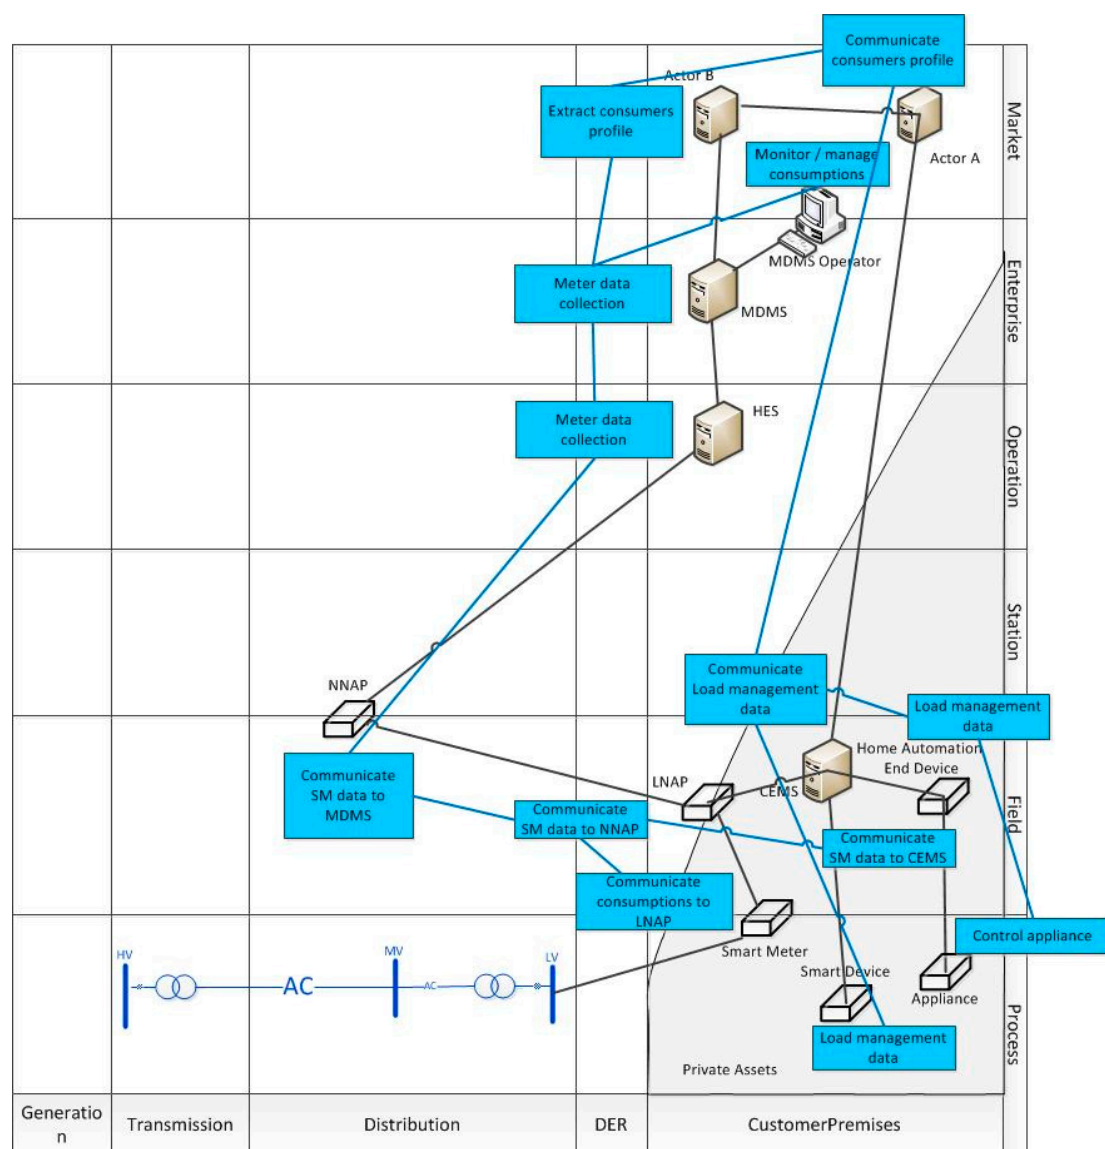 Communicate
consumers profile
Actor B
Extract consumers
profile
Actor A
Market
Monitor / manage
consumptions
MDMS Operator
Enterprise
Meter data
collection
MDMS
Meter data
collection
HES
Operation
Station
Communicate
Load management
data
NNAP
Load management
data
Home Automation
End Device
Communicate
SM data to
MDMS
LNAP
CEMS
Field
Communicate
SM data to NNAP
Communicate
SM data to CEMS
Communicate
consumptions to
LNAP
Control appliance
Smart Meter
HV
MV
LV
AC
AC
Smart Device
Appliance
Process
Load management
data
Private Assets
Generatio
n
Transmission
Distribution
DER
CustomerPremises